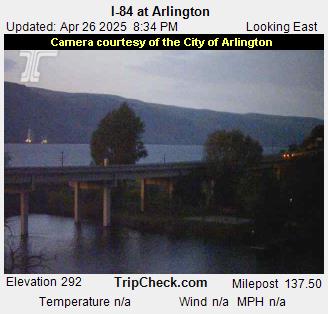 I-84 at Arlington
Updated: Apr 26 2025 8:34 PM Looking East
Camera courtesy of the City of Arlington
Elevation 292 TripCheck.com Milepost 137.50
Temperature n/a Wind n/a MPH n/a